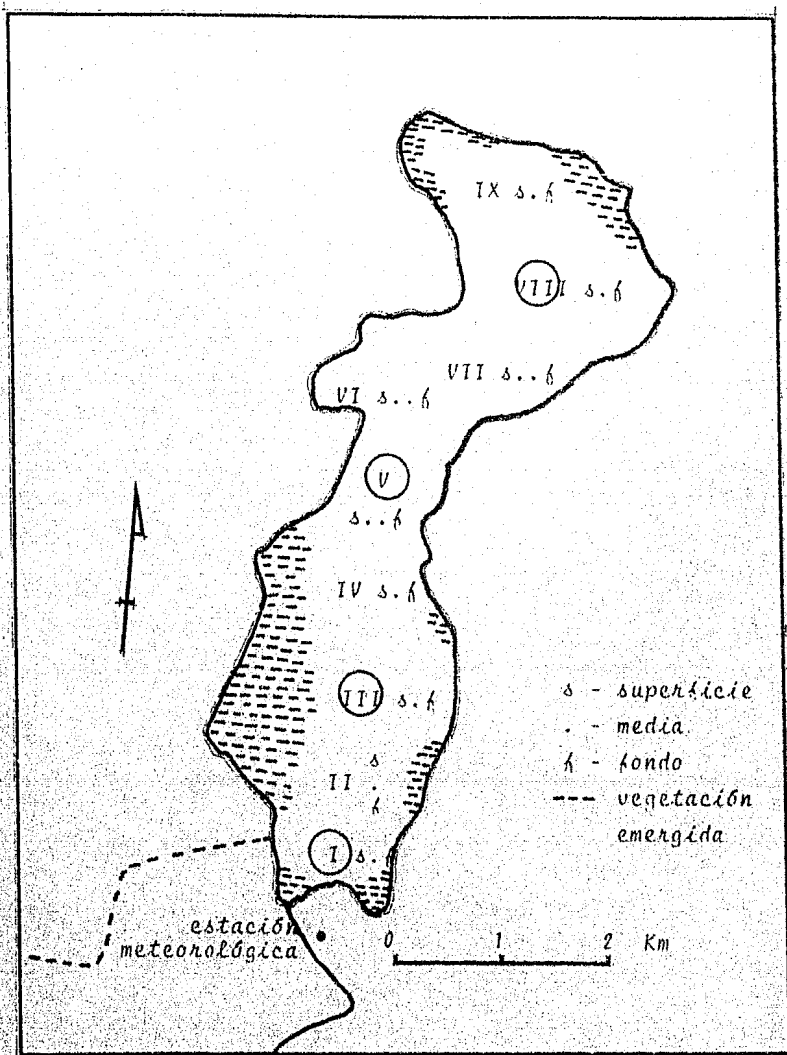 IX s.f
VIII s.f
VII s..f
VI s..f
V
s..f
IV s.f
III s.f
s
II .
f
I s.
s - superficie
. - media
f - fondo
--- vegetación
emergida
estación
meteorológica
0 1 2 Km